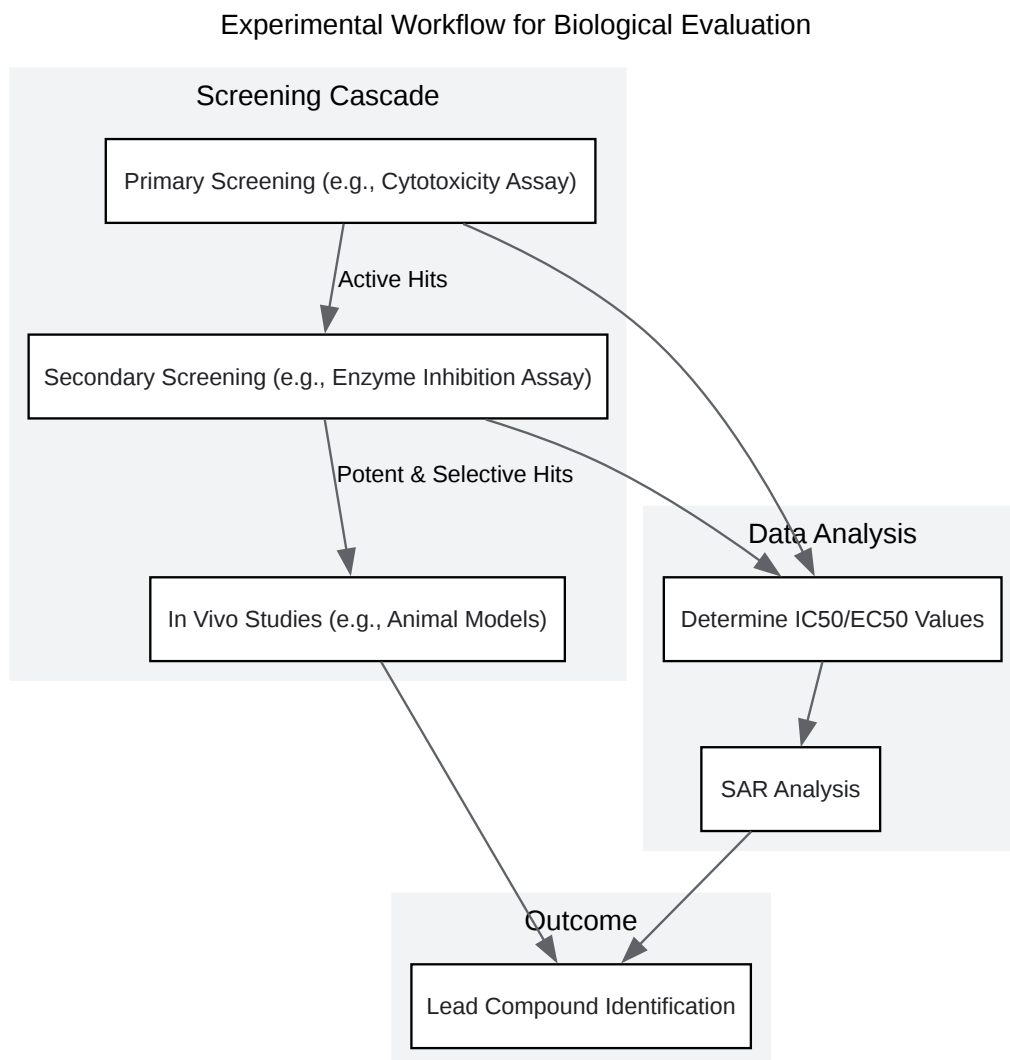 Experimental Workflow for Biological Evaluation
Screening Cascade
Primary Screening (e.g., Cytotoxicity Assay)
Active Hits
Secondary Screening (e.g., Enzyme Inhibition Assay)
Potent & Selective Hits
In Vivo Studies (e.g., Animal Models)
Data Analysis
Determine IC50/EC50 Values
SAR Analysis
Outcome
Lead Compound Identification